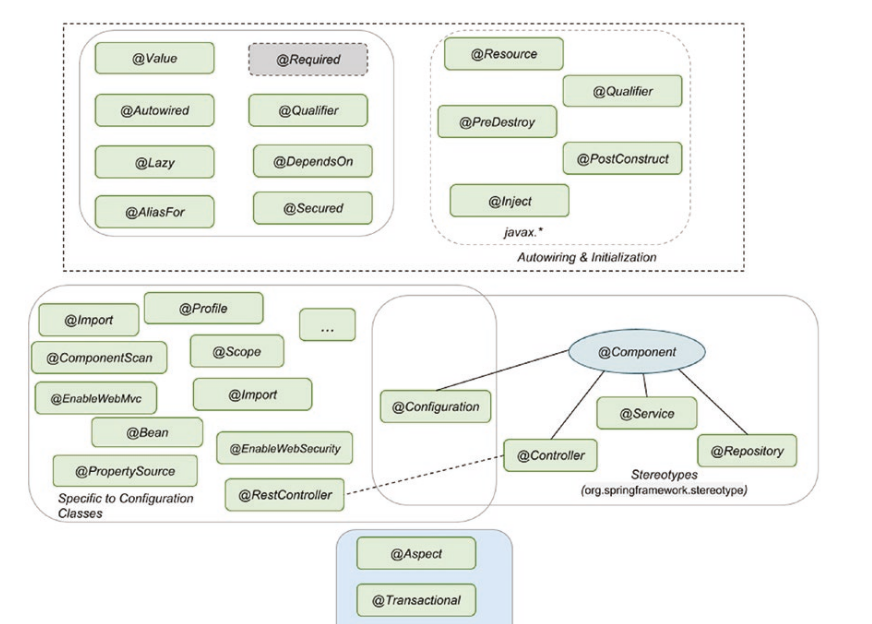 @Value
@Required
@Autowired
@Qualifier
@Lazy
@DependsOn
@AliasFor
@Secured
@Resource
@Qualifier
@PreDestroy
@PostConstruct
@Inject
javax.*
Autowiring & Initialization
@Import
@Profile
...
@ComponentScan
@Scope
@EnableWebMvc
@Import
@Bean
@EnableWebSecurity
@PropertySource
@RestController
Specific to Configuration
Classes
@Component
@Configuration
@Service
@Controller
@Repository
Stereotypes
(org.springframework.stereotype)
@Aspect
@Transactional